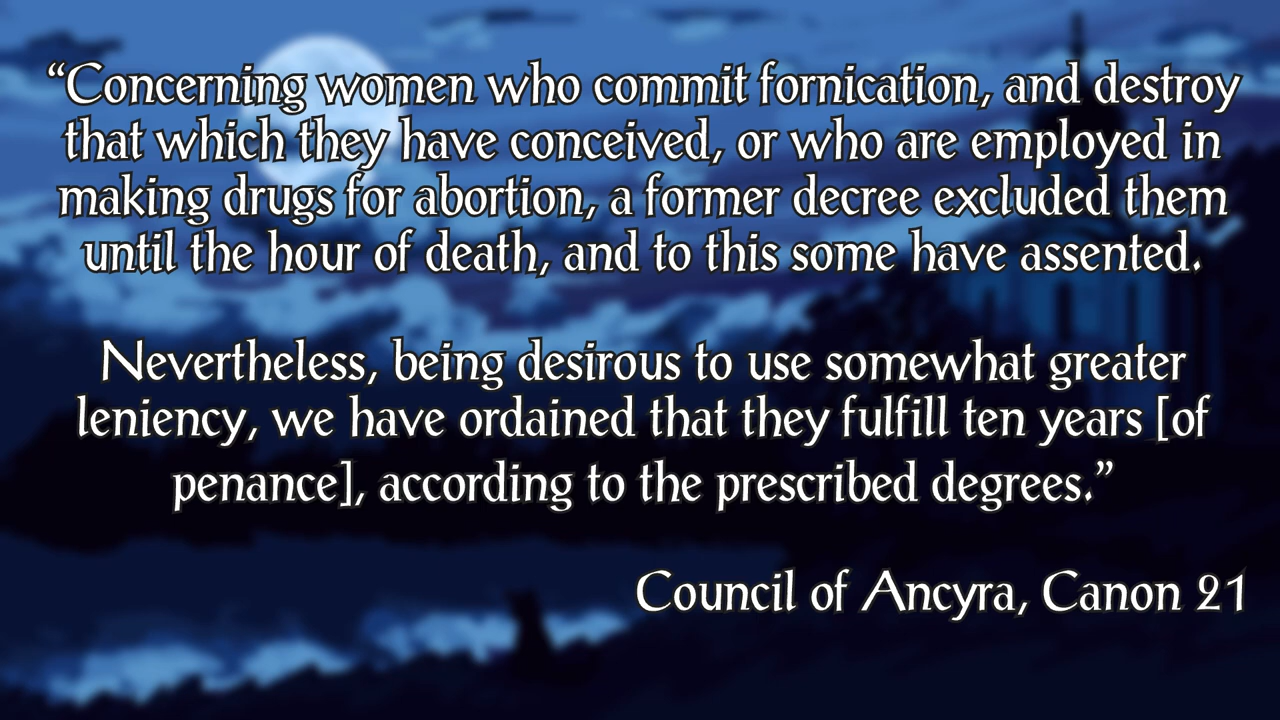 “Concerning women who commit fornication, and destroy
that which they have conceived, or who are employed in
making drugs for abortion, a former decree excluded them
until the hour of death, and to this some have assented.
Nevertheless, being desirous to use somewhat greater
leniency, we have ordained that they fulfill ten years [of
penance], according to the prescribed degrees.”
Council of Ancyra, Canon 21